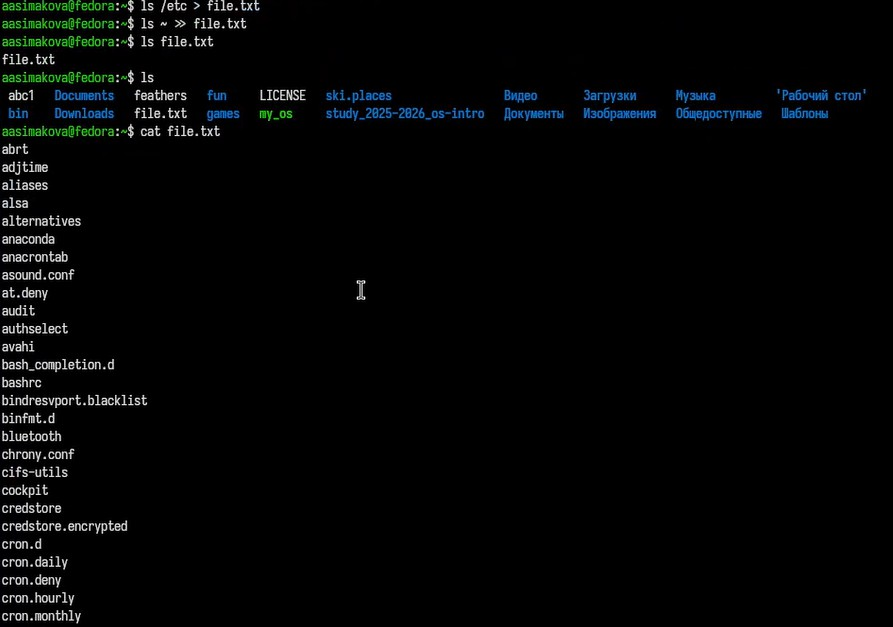 aasimakova@fedora:~$ ls /etc > file.txt
aasimakova@fedora:~$ ls ~ >> file.txt
aasimakova@fedora:~$ ls file.txt
file.txt
aasimakova@fedora:~$ ls
abc1 Documents feathers fun LICENSE ski.places Видео Загрузки Музыка 'Рабочий стол'
bin Downloads file.txt games my_os study_2025-2026_os-intro Документы Изображения Общедоступные Шаблоны
aasimakova@fedora:~$ cat file.txt
abrt
adjtime
aliases
alsa
alternatives
anaconda
anacrontab
asound.conf
at.deny
audit
authselect
avahi
bash_completion.d
bashrc
bindresvport.blacklist
binfmt.d
bluetooth
chrony.conf
cifs-utils
cockpit
credstore
credstore.encrypted
cron.d
cron.daily
cron.deny
cron.hourly
cron.monthly